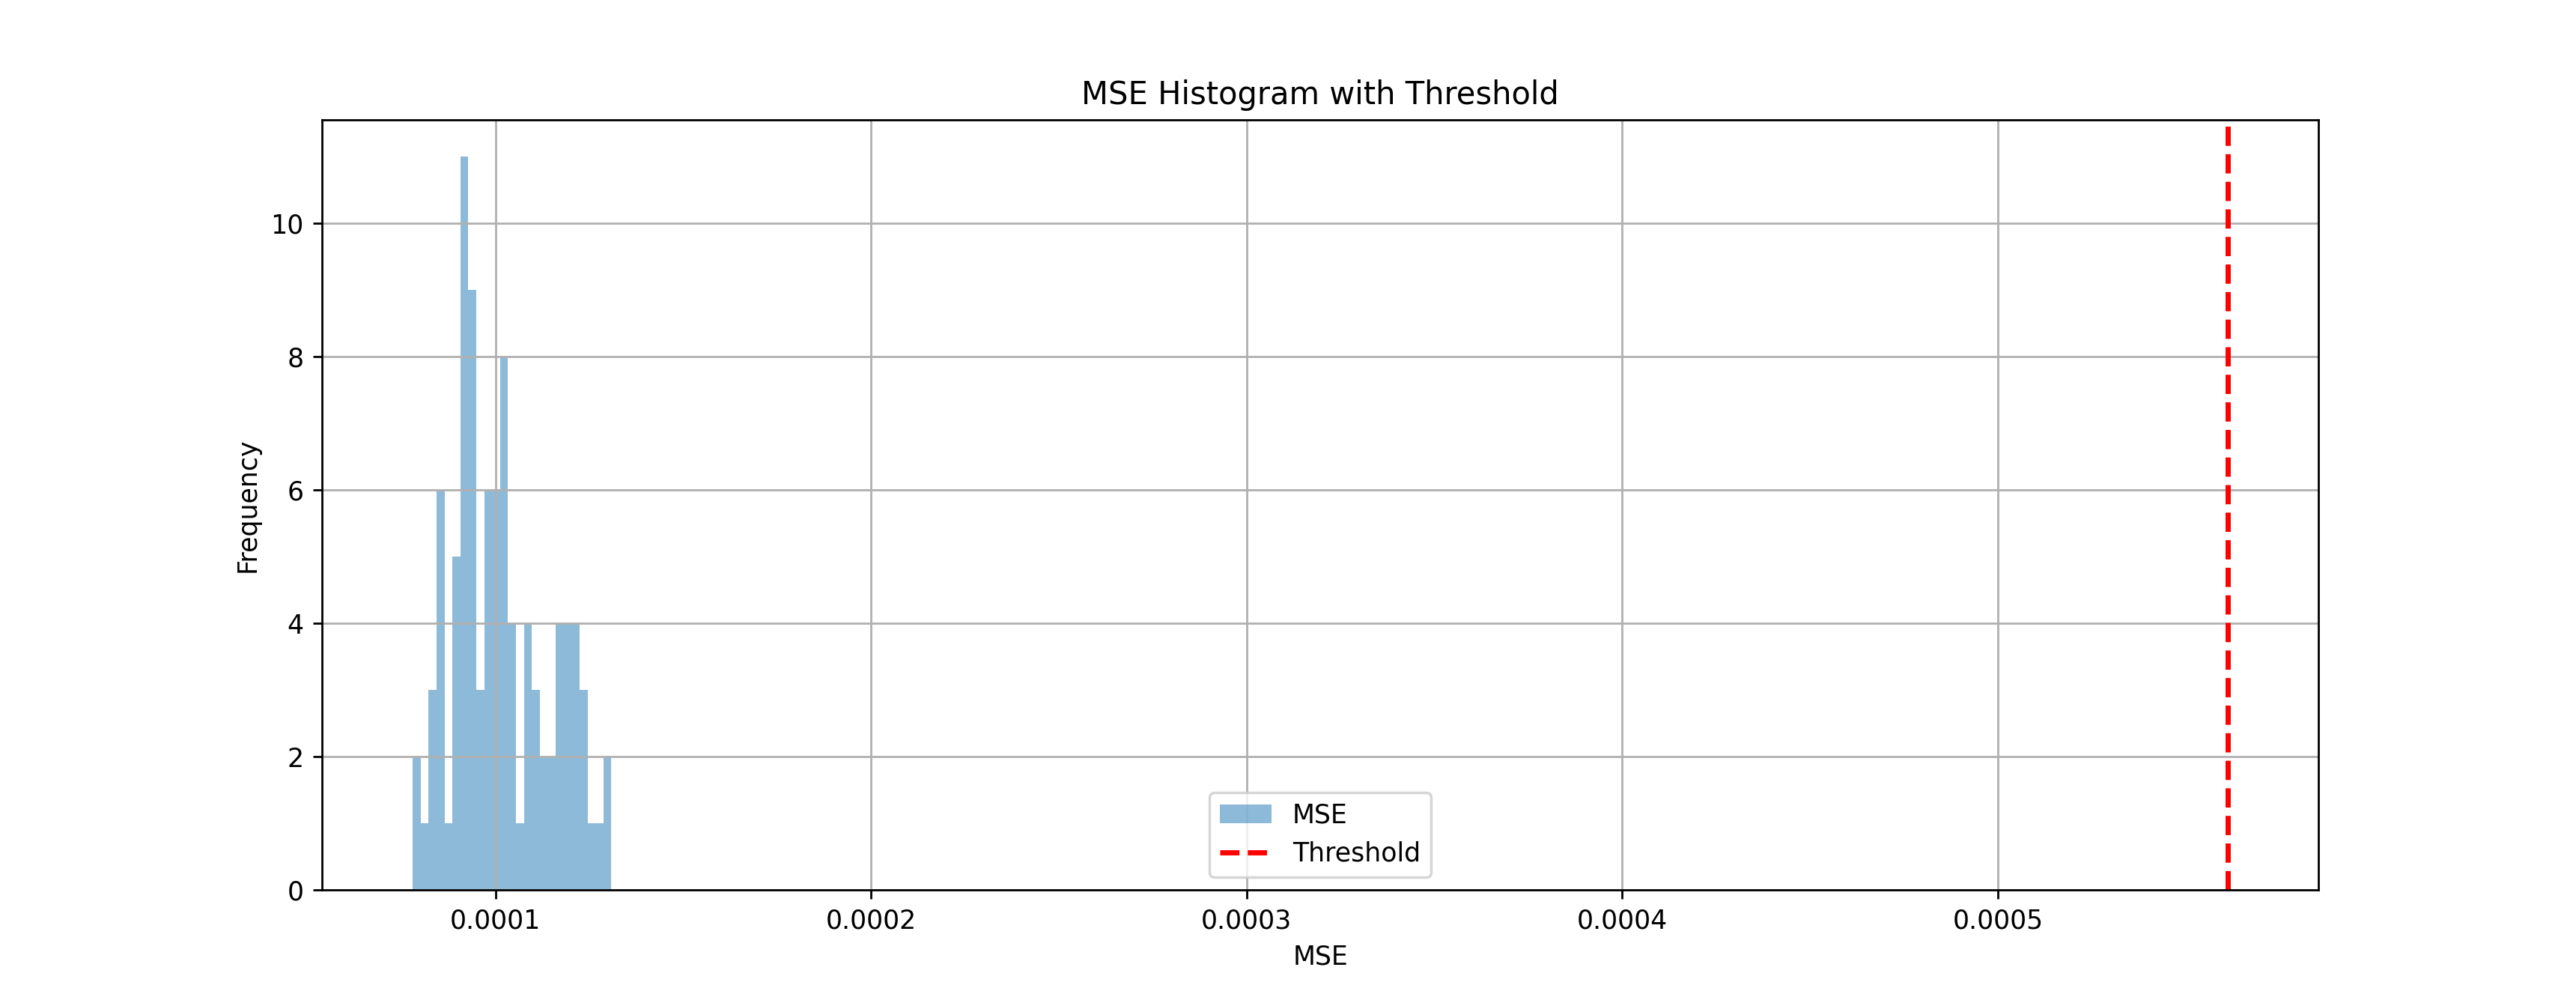 MSE Histogram with Threshold
10
8
6
4
2
0
Frequency
0.0001
0.0002
0.0003
0.0004
0.0005
MSE
MSE
Threshold